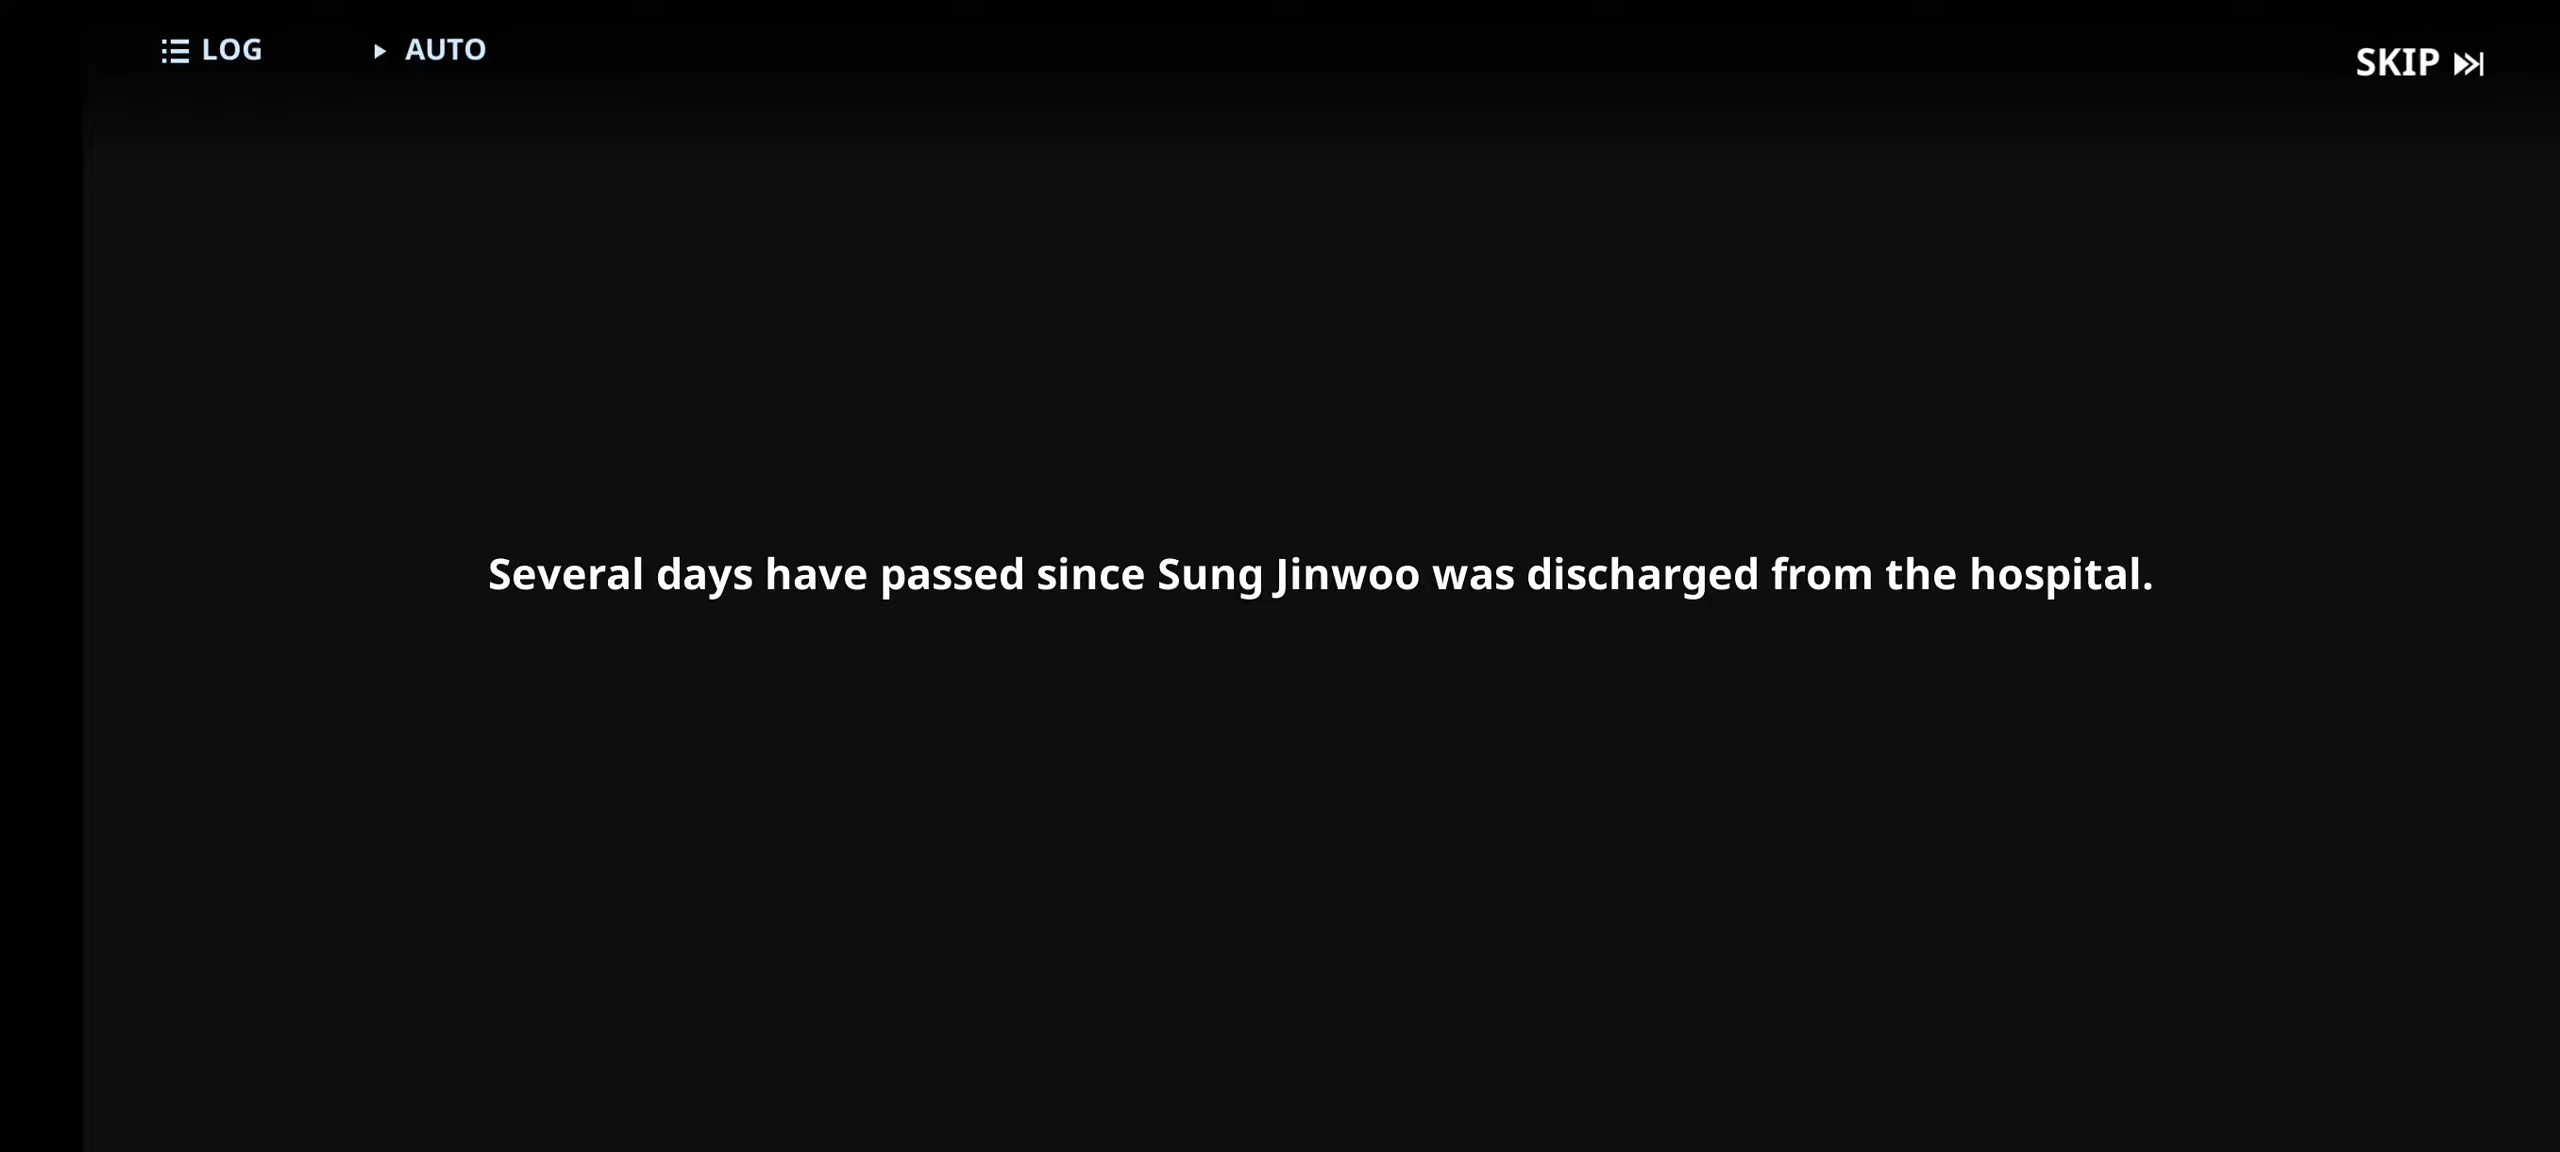 LOG
AUTO
SKIP
Several days have passed since Sung Jinwoo was discharged from the hospital.